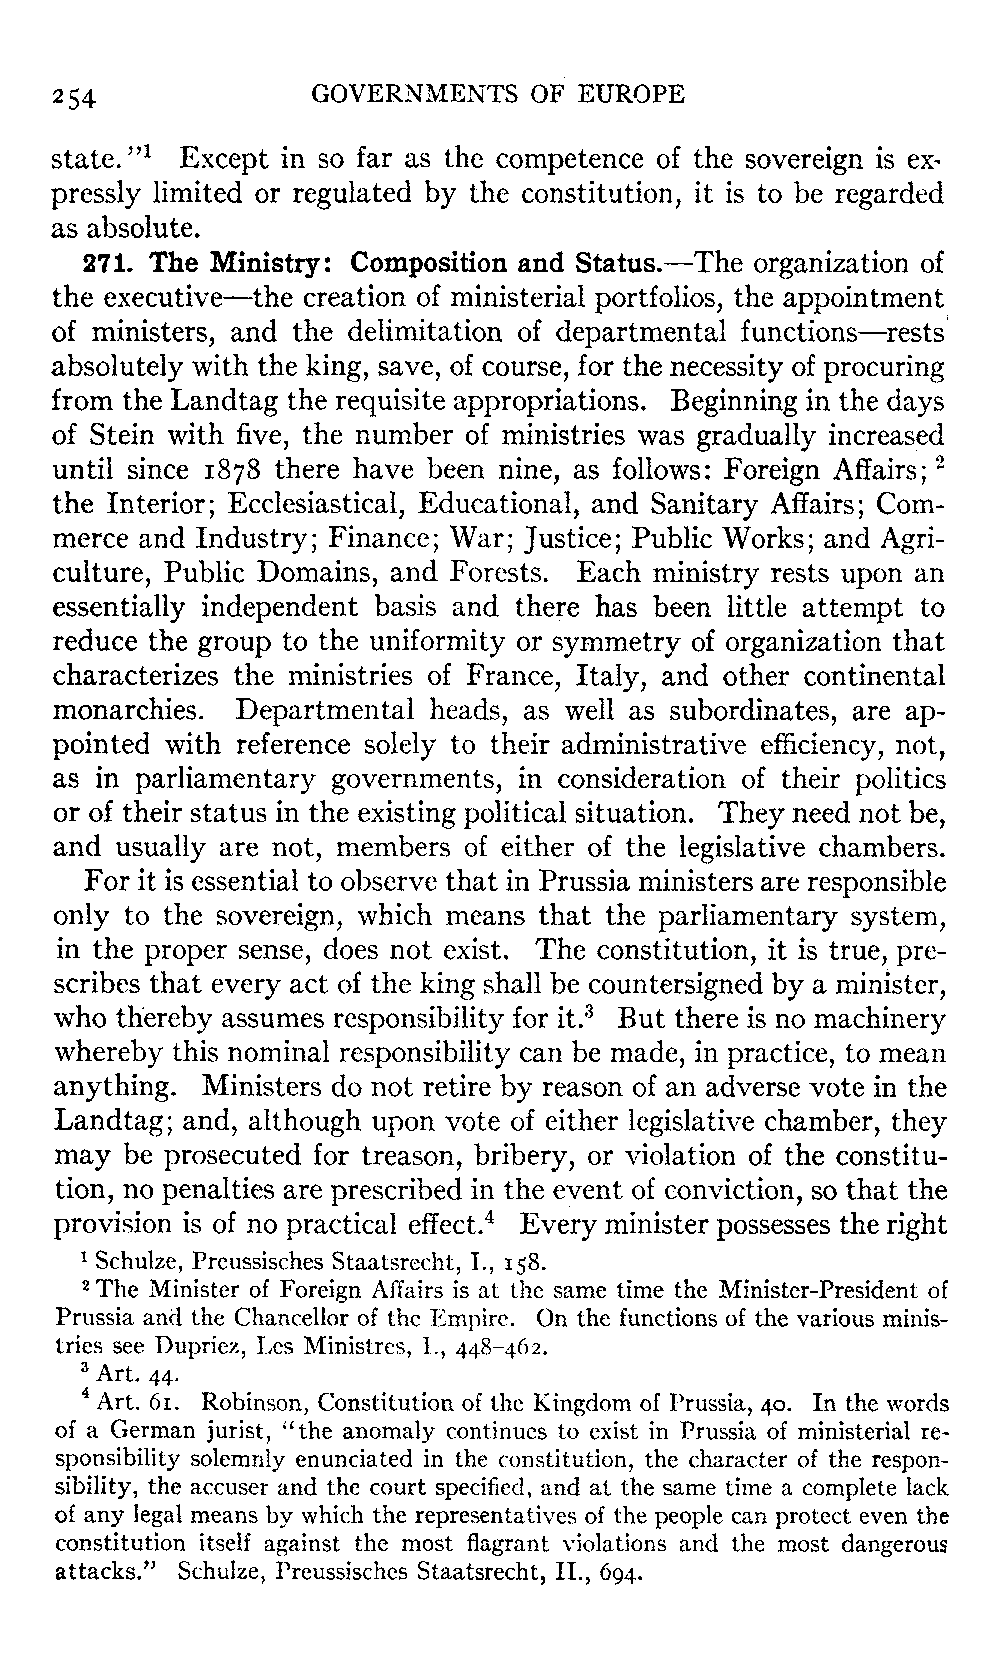 254 GOVERNMENTS OF EUROPE
state."¹ Except in so far as the competence of the sovereign is ex-
pressly limited or regulated by the constitution, it is to be regarded
as absolute.
271. The Ministry: Composition and Status.—The organization of
the executive—the creation of ministerial portfolios, the appointment
of ministers, and the delimitation of departmental functions—rests
absolutely with the king, save, of course, for the necessity of procuring
from the Landtag the requisite appropriations. Beginning in the days
of Stein with five, the number of ministries was gradually increased
until since 1878 there have been nine, as follows: Foreign Affairs; ²
the Interior; Ecclesiastical, Educational, and Sanitary Affairs; Com-
merce and Industry; Finance; War; Justice; Public Works; and Agri-
culture, Public Domains, and Forests. Each ministry rests upon an
essentially independent basis and there has been little attempt to
reduce the group to the uniformity or symmetry of organization that
characterizes the ministries of France, Italy, and other continental
monarchies. Departmental heads, as well as subordinates, are ap-
pointed with reference solely to their administrative efficiency, not,
as in parliamentary governments, in consideration of their politics
or of their status in the existing political situation. They need not be,
and usually are not, members of either of the legislative chambers.
For it is essential to observe that in Prussia ministers are responsible
only to the sovereign, which means that the parliamentary system,
in the proper sense, does not exist. The constitution, it is true, pre-
scribes that every act of the king shall be countersigned by a minister,
who thereby assumes responsibility for it.³ But there is no machinery
whereby this nominal responsibility can be made, in practice, to mean
anything. Ministers do not retire by reason of an adverse vote in the
Landtag; and, although upon vote of either legislative chamber, they
may be prosecuted for treason, bribery, or violation of the constitu-
tion, no penalties are prescribed in the event of conviction, so that the
provision is of no practical effect.⁴ Every minister possesses the right
¹ Schulze, Preussisches Staatsrecht, I., 158.
² The Minister of Foreign Affairs is at the same time the Minister-President of
Prussia and the Chancellor of the Empire. On the functions of the various minis-
tries see Dupriez, Les Ministres, I., 448–462.
³ Art. 44.
⁴ Art. 61. Robinson, Constitution of the Kingdom of Prussia, 40. In the words
of a German jurist, "the anomaly continues to exist in Prussia of ministerial re-
sponsibility solemnly enunciated in the constitution, the character of the respon-
sibility, the accuser and the court specified, and at the same time a complete lack
of any legal means by which the representatives of the people can protect even the
constitution itself against the most flagrant violations and the most dangerous
attacks." Schulze, Preussisches Staatsrecht, II., 694.